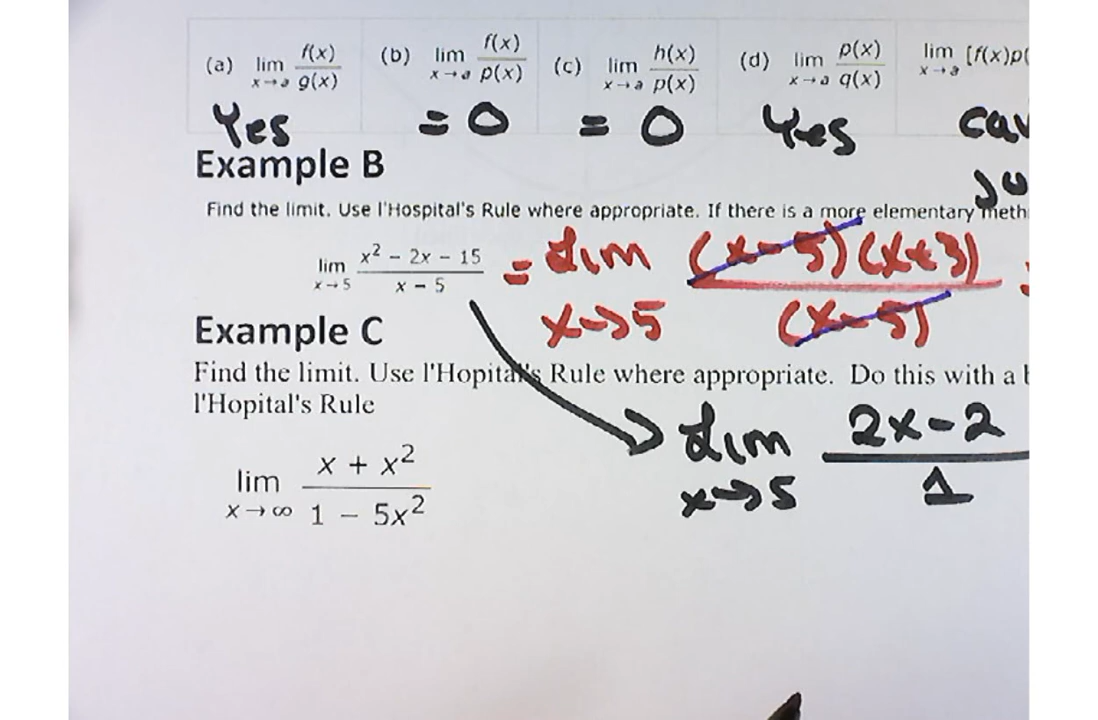 (a) lim x→a f(x)/g(x) (b) lim x→a f(x)/p(x) (c) lim x→a h(x)/p(x) (d) lim x→a p(x)/q(x) lim x→a [f(x)p(
Yes = 0 = 0 Yes
Example B
Find the limit. Use l'Hospital's Rule where appropriate. If there is a more elementary meth
lim x→5 x² − 2x − 15 / x − 5 = lim x→5 (x-5)(x+3) / (x-5) =
Example C
Find the limit. Use l'Hopital's Rule where appropriate. Do this with a
l'Hopital's Rule
lim x→5 2x-2 / 1
lim x→∞ x + x² / 1 − 5x²